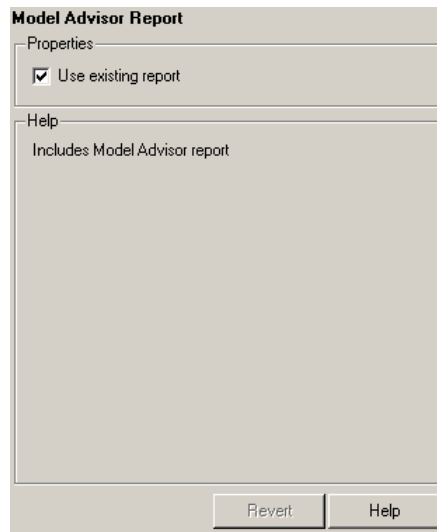 Model Advisor Report
Properties
Use existing report
Help
Includes Model Advisor report
Revert
Help